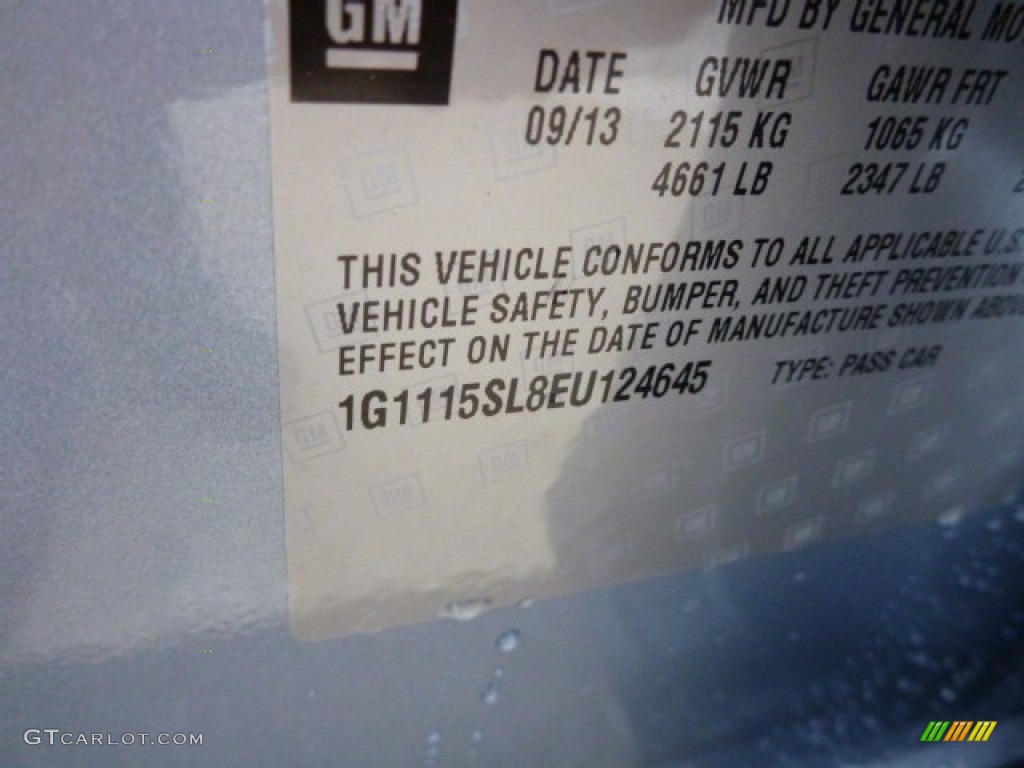 GM
MFD BY GENERAL MO
DATE GVWR GAWR FRT
09/13 2115 KG 1065 KG
4661 LB 2347 LB
THIS VEHICLE CONFORMS TO ALL APPLICABLE U.S.
VEHICLE SAFETY, BUMPER, AND THEFT PREVENTION
EFFECT ON THE DATE OF MANUFACTURE SHOWN ABOVE
1G1115SL8EU124645 TYPE: PASS CAR
GTCARLOT.COM